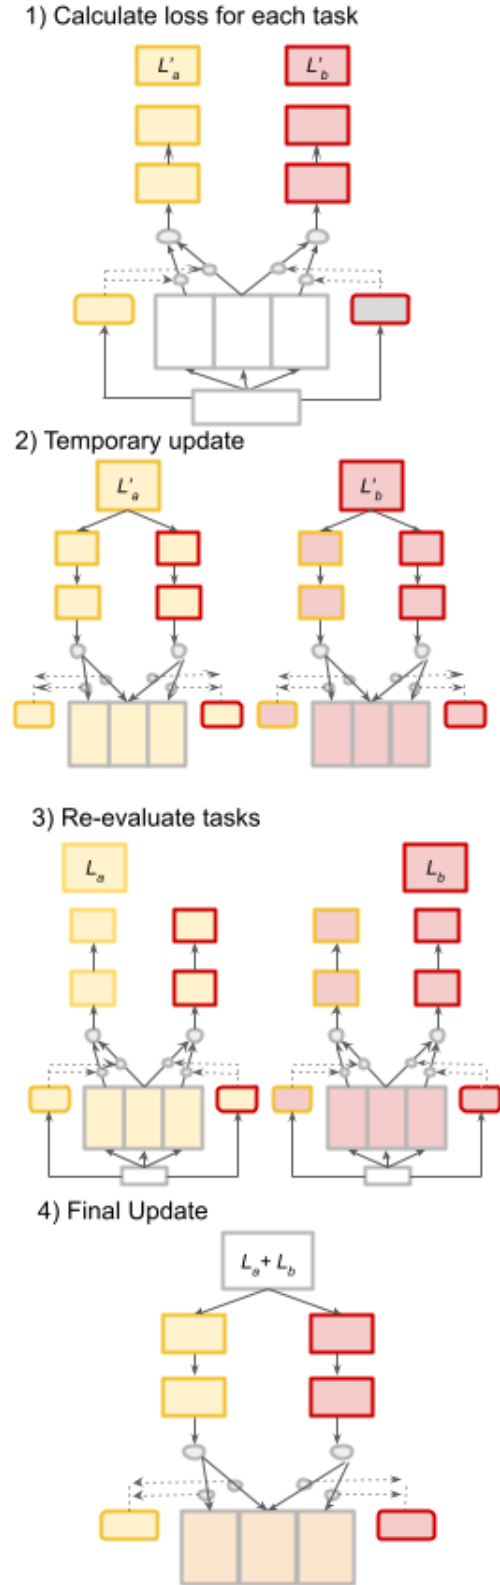 1) Calculate loss for each task
L'a L'b
2) Temporary update
L'a L'b
3) Re-evaluate tasks
La Lb
4) Final Update
La + Lb